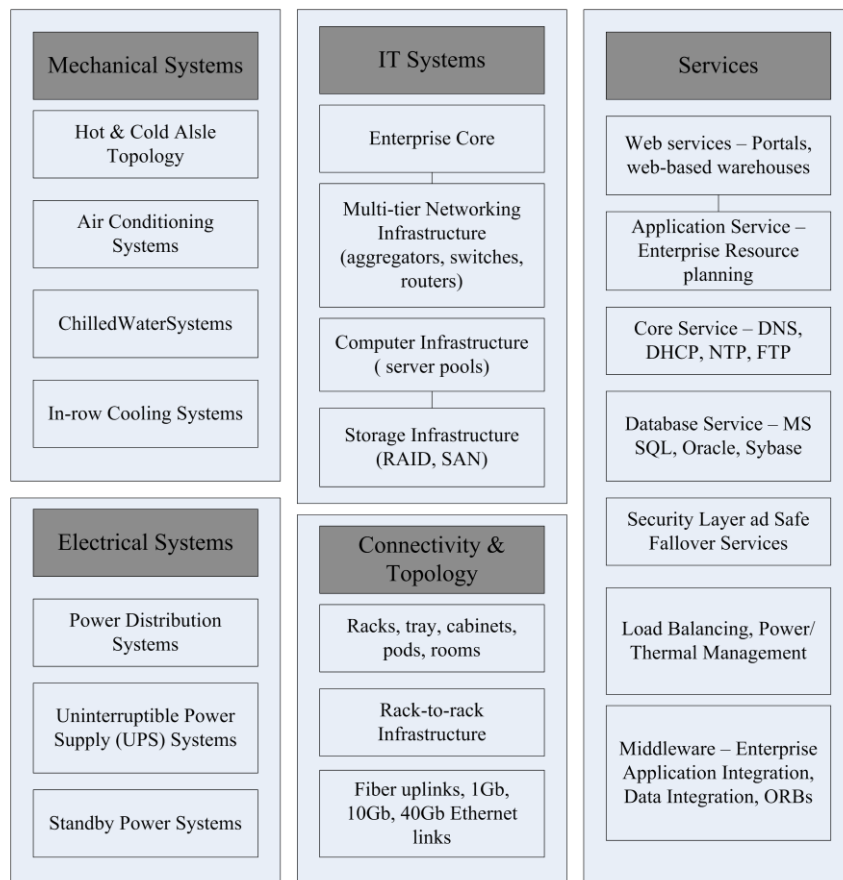 Mechanical Systems
Hot & Cold Alsle
Topology
Air Conditioning
Systems
ChilledWaterSystems
In-row Cooling Systems
Electrical Systems
Power Distribution
Systems
Uninterruptible Power
Supply (UPS) Systems
Standby Power Systems
IT Systems
Enterprise Core
Multi-tier Networking
Infrastructure
(aggregators, switches,
routers)
Computer Infrastructure
( server pools)
Storage Infrastructure
(RAID, SAN)
Connectivity &
Topology
Racks, tray, cabinets,
pods, rooms
Rack-to-rack
Infrastructure
Fiber uplinks, 1Gb,
10Gb, 40Gb Ethernet
links
Services
Web services – Portals,
web-based warehouses
Application Service –
Enterprise Resource
planning
Core Service – DNS,
DHCP, NTP, FTP
Database Service – MS
SQL, Oracle, Sybase
Security Layer ad Safe
Fallover Services
Load Balancing, Power/
Thermal Management
Middleware – Enterprise
Application Integration,
Data Integration, ORBs